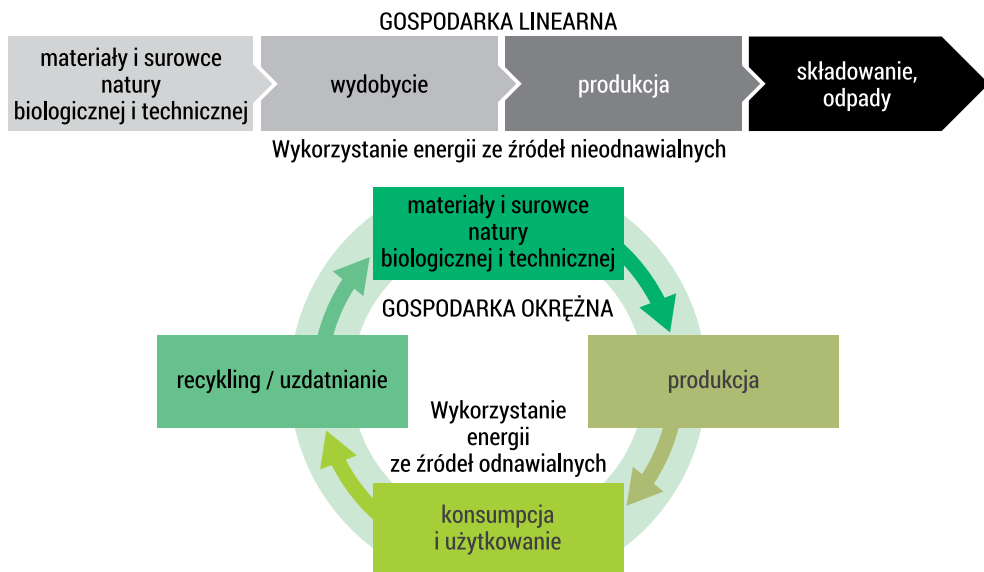 GOSPODARKA LINEARNA
materiały i surowce
natury
biologicznej i technicznej
wydobycie
produkcja
składowanie,
odpady
Wykorzystanie energii ze źródeł nieodnawialnych
materiały i surowce
natury
biologicznej i technicznej
GOSPODARKA OKRĘŻNA
recykling / uzdatnianie
produkcja
Wykorzystanie
energii
ze źródeł odnawialnych
konsumpcja
i użytkowanie